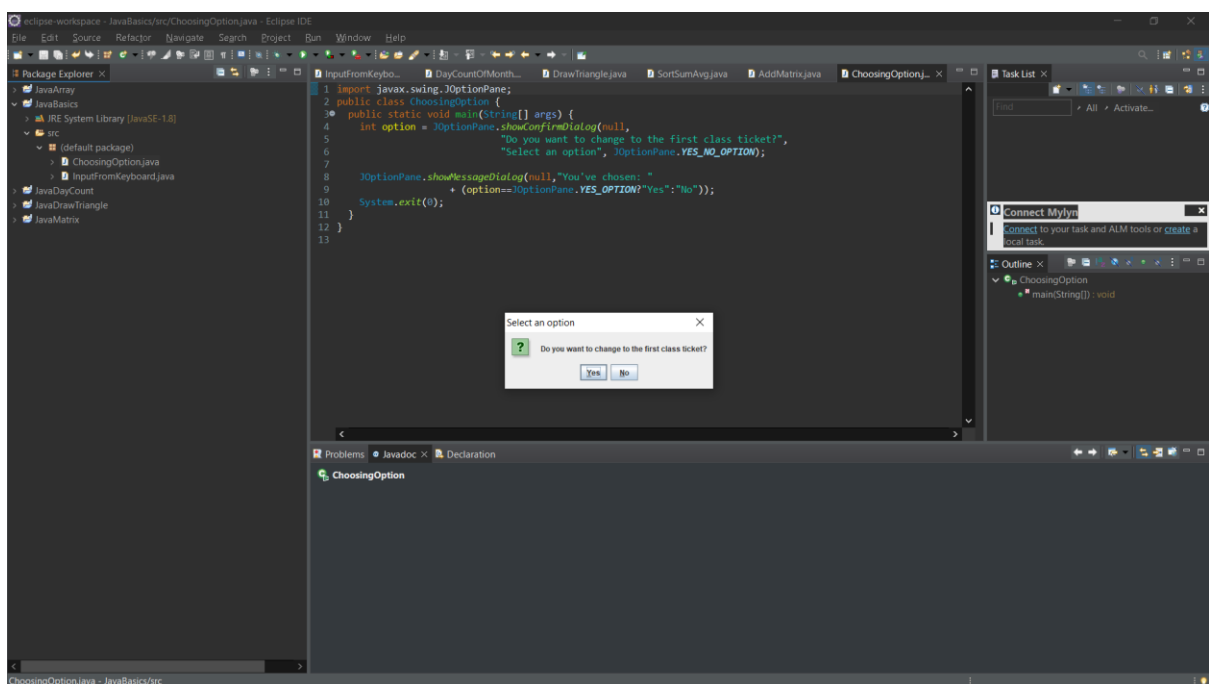 eclipse-workspace - JavaBasics/src/ChoosingOption.java - Eclipse IDE
File Edit Source Refactor Navigate Search Project Run Window Help
Package Explorer
JavaArray
JavaBasics
JRE System Library [JavaSE-1.8]
src
(default package)
ChoosingOption.java
InputFromKeyboard.java
JavaDayCount
JavaDrawTriangle
JavaMatrix
InputFromKeybo... DayCountOfMonth... DrawTriangle.java SortSumAvg.java AddMatrix.java ChoosingOption.j...
1 import javax.swing.JOptionPane;
2 public class ChoosingOption {
3 public static void main(String[] args) {
4 int option = JOptionPane.showConfirmDialog(null,
5 "Do you want to change to the first class ticket?",
6 "Select an option", JOptionPane.YES_NO_OPTION);
7
8 JOptionPane.showMessageDialog(null,"You've chosen: "
9 + (option==JOptionPane.YES_OPTION?"Yes":"No"));
10 System.exit(0);
11 }
12 }
13
Select an option
Do you want to change to the first class ticket?
Yes No
Problems Javadoc Declaration
ChoosingOption
Task List
Find All Activate...
Connect Mylyn
Connect to your task and ALM tools or create a
local task.
Outline
ChoosingOption
main(String[]) : void
ChoosingOption.java - JavaBasics/src